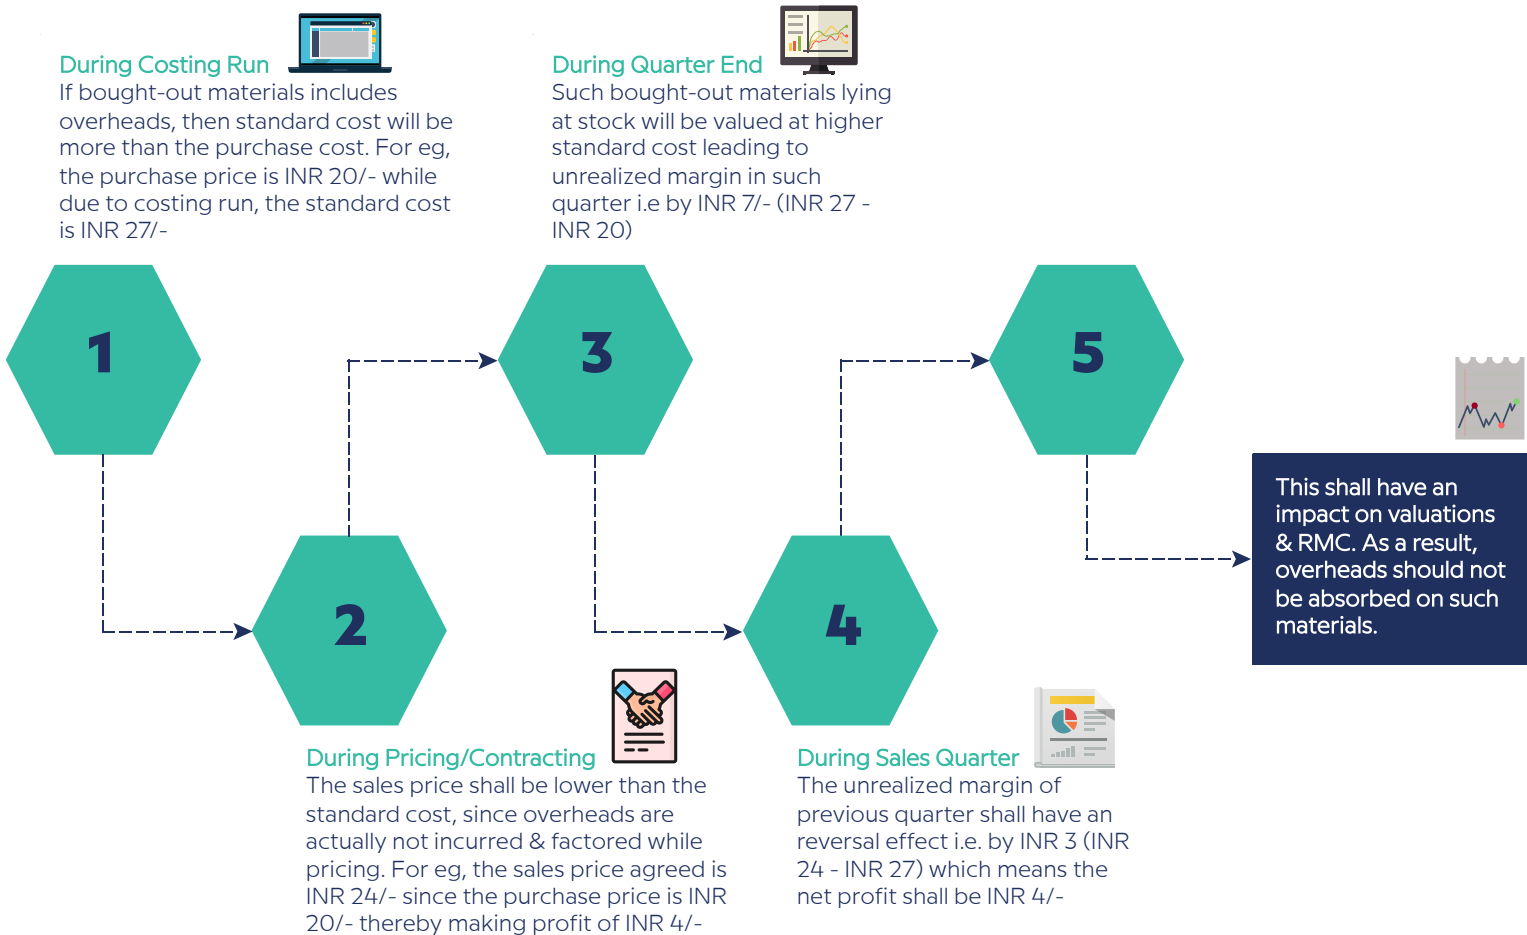 During Costing Run
If bought-out materials includes
overheads, then standard cost will be
more than the purchase cost. For eg,
the purchase price is INR 20/- while
due to costing run, the standard cost
is INR 27/-
During Quarter End
Such bought-out materials lying
at stock will be valued at higher
standard cost leading to
unrealized margin in such
quarter i.e by INR 7/- (INR 27 -
INR 20)
1
3
5
2
4
This shall have an
impact on valuations
& RMC. As a result,
overheads should not
be absorbed on such
materials.
During Pricing/Contracting
The sales price shall be lower than the
standard cost, since overheads are
actually not incurred & factored while
pricing. For eg, the sales price agreed is
INR 24/- since the purchase price is INR
20/- thereby making profit of INR 4/-
During Sales Quarter
The unrealized margin of
previous quarter shall have an
reversal effect i.e. by INR 3 (INR
24 - INR 27) which means the
net profit shall be INR 4/-